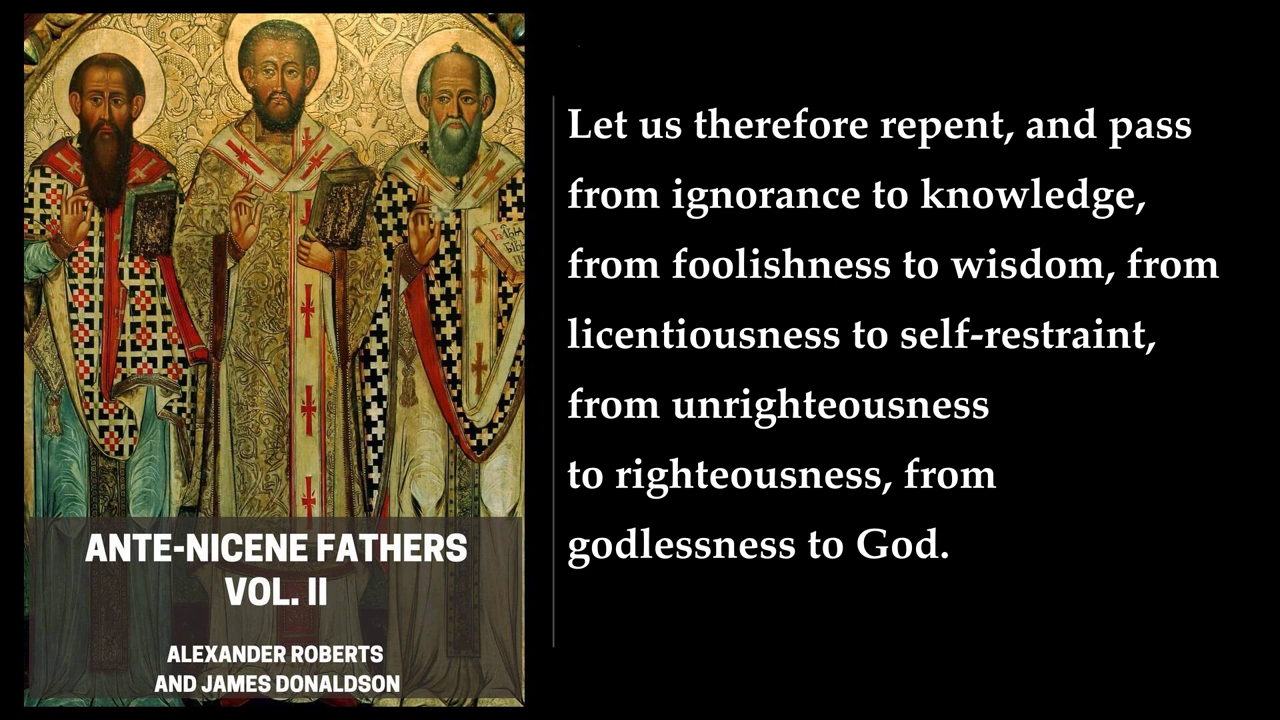 ANTE-NICENE FATHERS
VOL. II
ALEXANDER ROBERTS
AND JAMES DONALDSON
Let us therefore repent, and pass
from ignorance to knowledge,
from foolishness to wisdom, from
licentiousness to self-restraint,
from unrighteousness
to righteousness, from
godlessness to God.